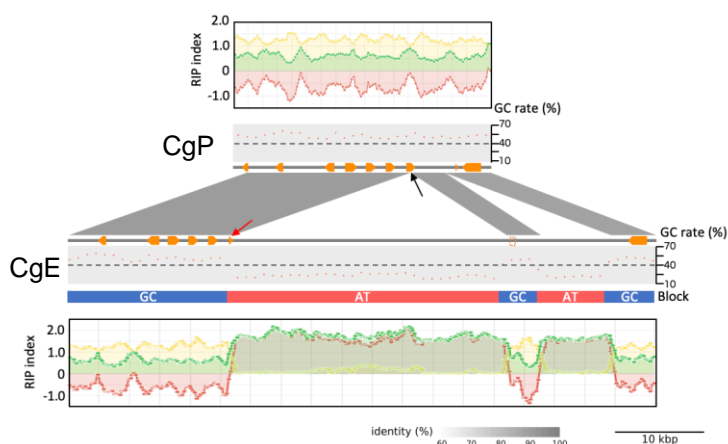 2.0
1.0
0
-1.0
RIP index
GC rate (%)
70
40
10
CgP
GC rate (%)
70
40
10
CgE
GC AT GC AT GC Block
2.0
1.0
0
-1.0
RIP index
identity (%)
60 70 80 90 100
10 kbp